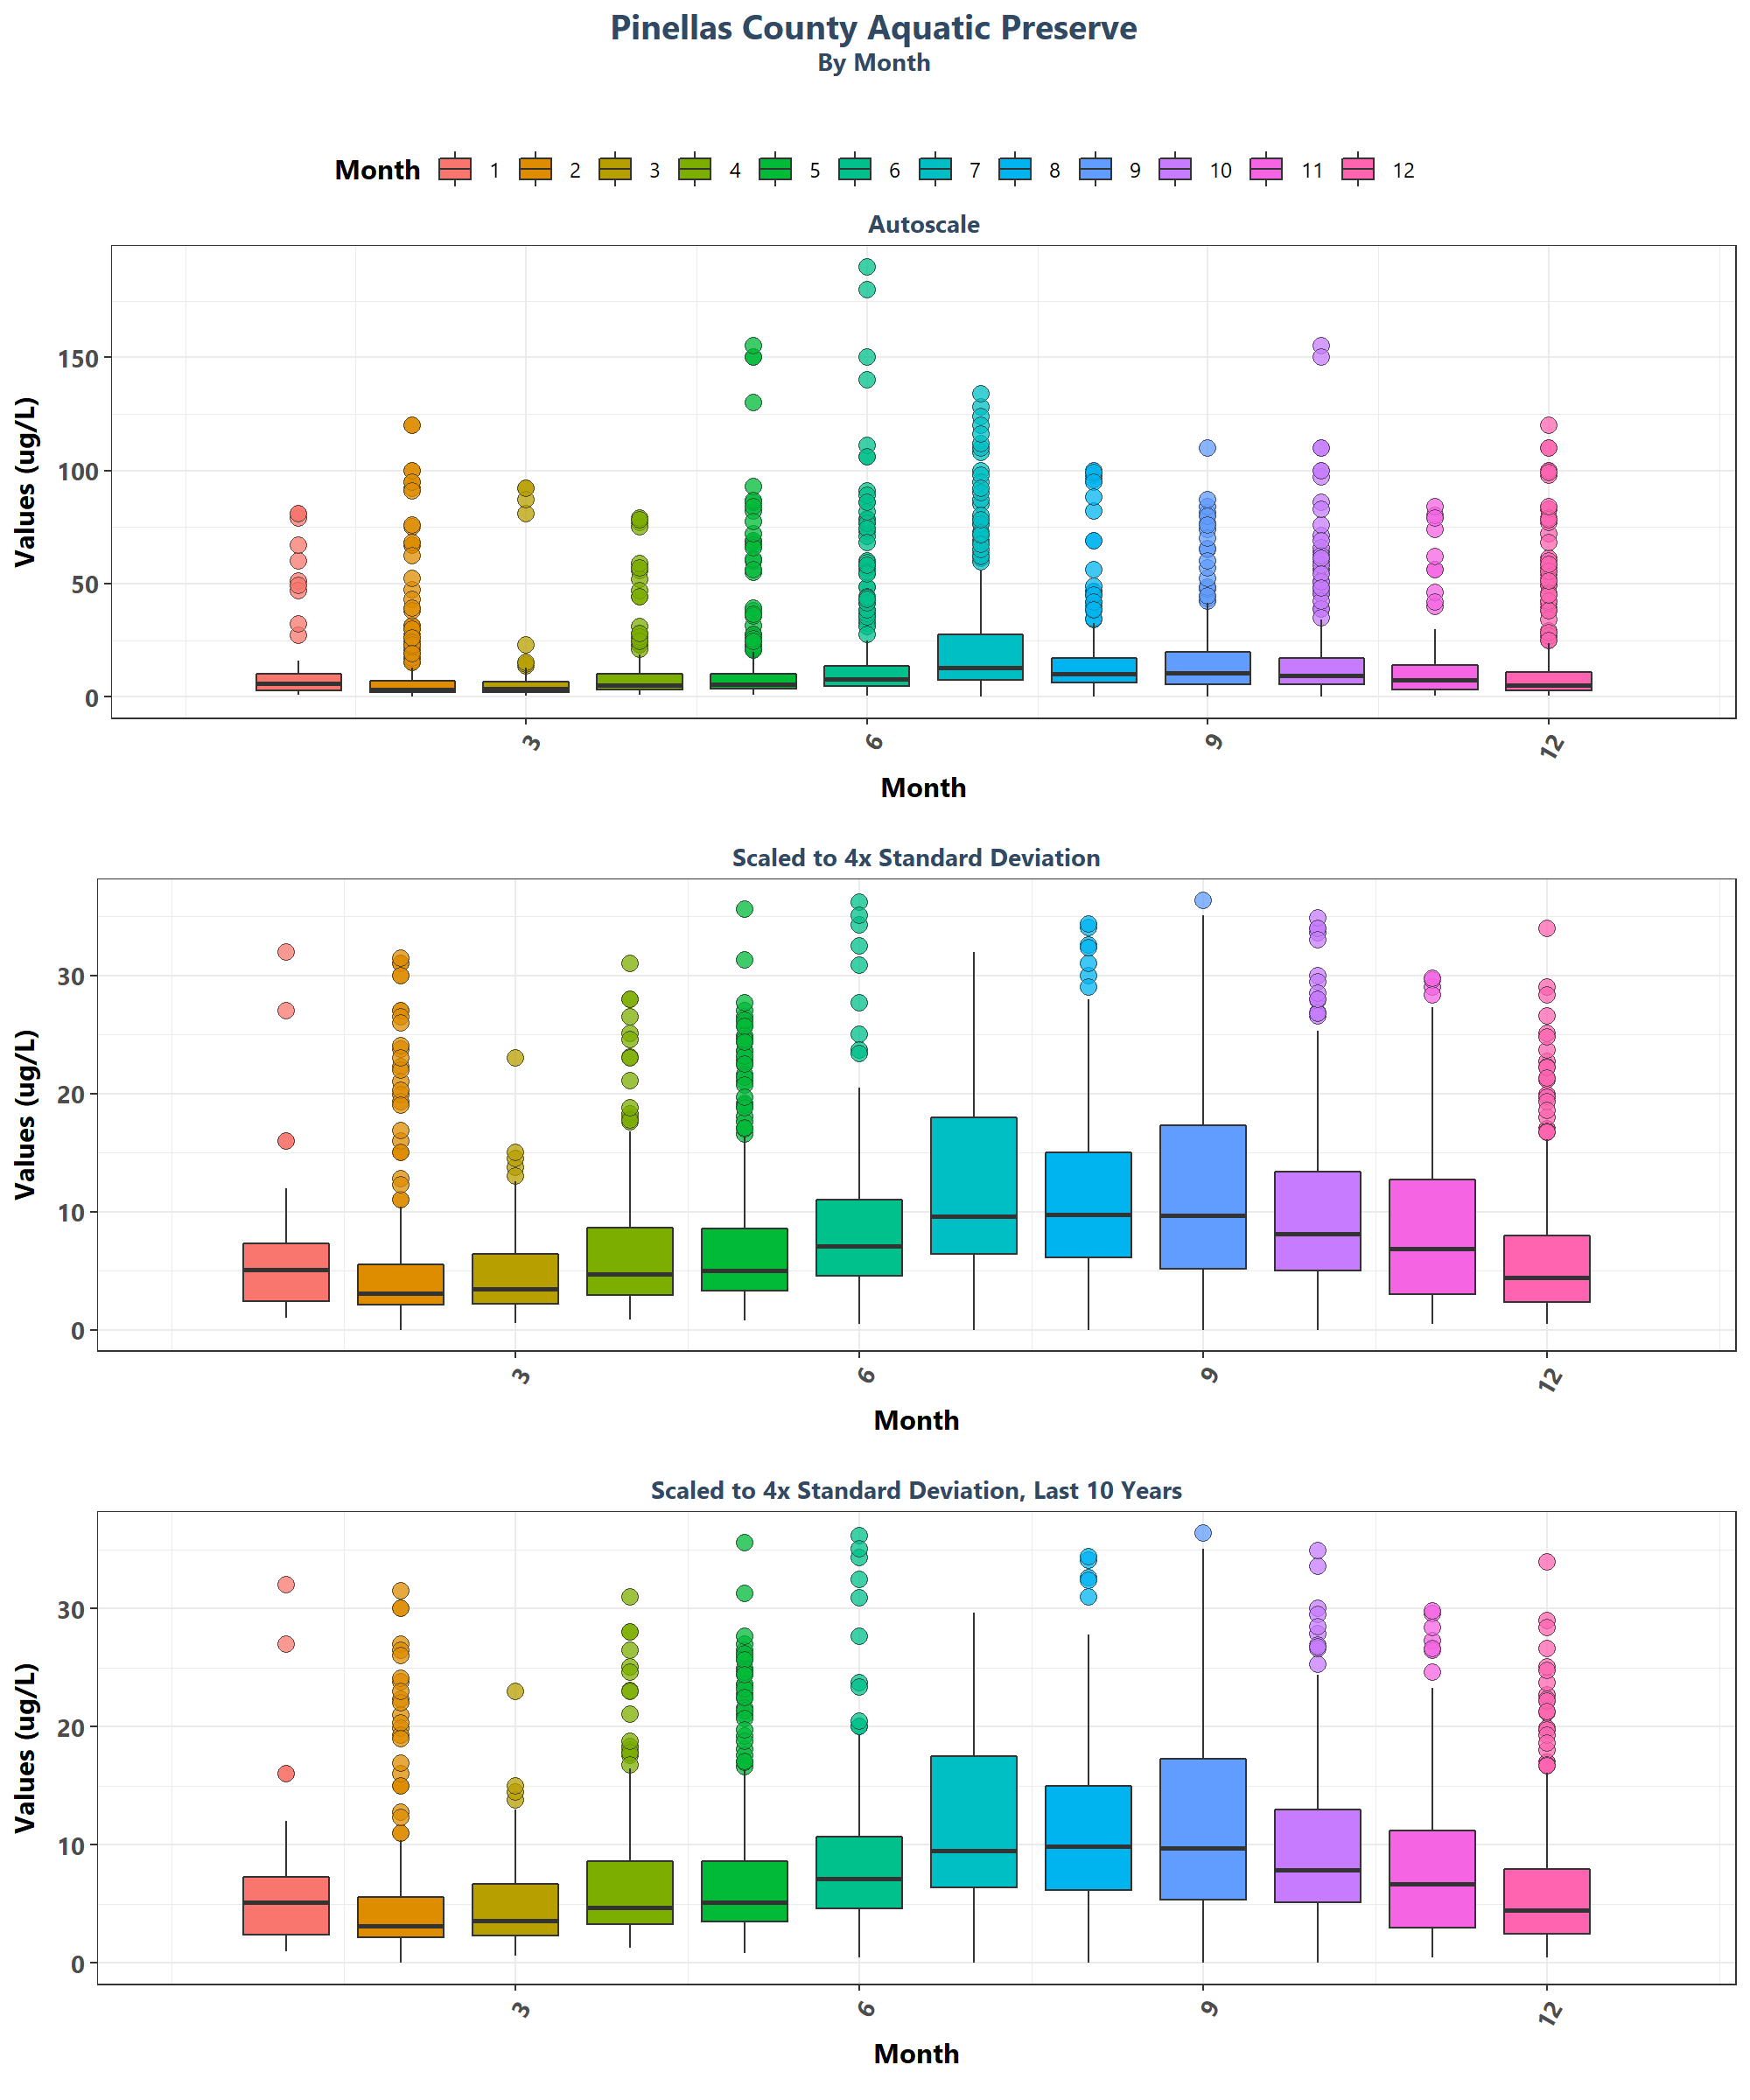 Pinellas County Aquatic Preserve
By Month
Month 1 2 3 4 5 6 7 8 9 10 11 12
Autoscale
Values (ug/L)
150
100
50
0
3 6 9 12
Month
Scaled to 4x Standard Deviation
Values (ug/L)
30
20
10
0
3 6 9 12
Month
Scaled to 4x Standard Deviation, Last 10 Years
Values (ug/L)
30
20
10
0
3 6 9 12
Month